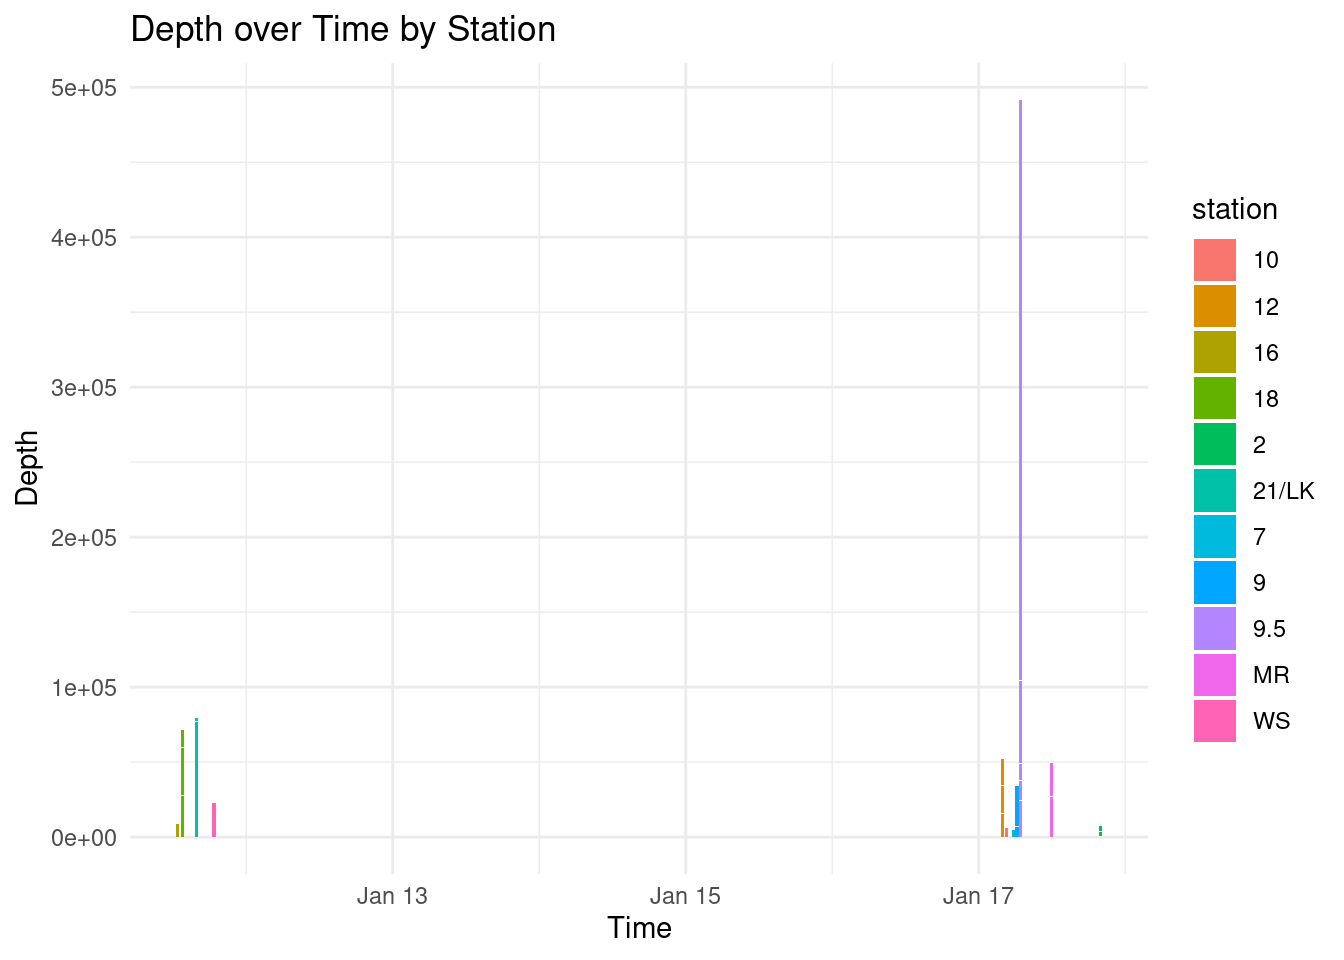 Depth over Time by Station
5e+05
4e+05
3e+05
2e+05
1e+05
0e+00
Depth
Jan 13 Jan 15 Jan 17
Time
station
10
12
16
18
2
21/LK
7
9
9.5
MR
WS